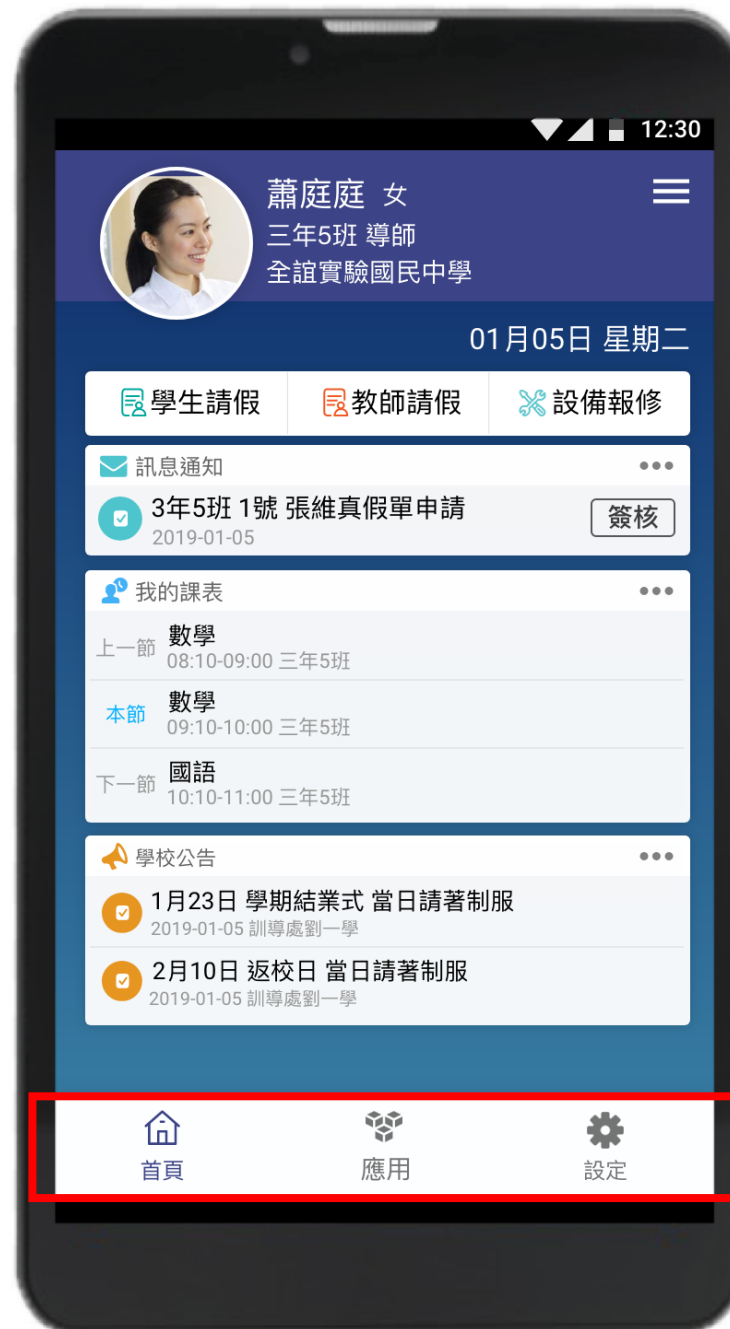 12:30
蕭庭庭 女
三年5班 導師
全誼實驗國民中學
01月05日 星期二
學生請假 教師請假 設備報修
訊息通知
3年5班 1號 張維真假單申請
2019-01-05
簽核
我的課表
上一節 數學
08:10-09:00 三年5班
本節 數學
09:10-10:00 三年5班
下一節 國語
10:10-11:00 三年5班
學校公告
1月23日 學期結業式 當日請著制服
2019-01-05 訓導處劉一學
2月10日 返校日 當日請著制服
2019-01-05 訓導處劉一學
首頁 應用 設定